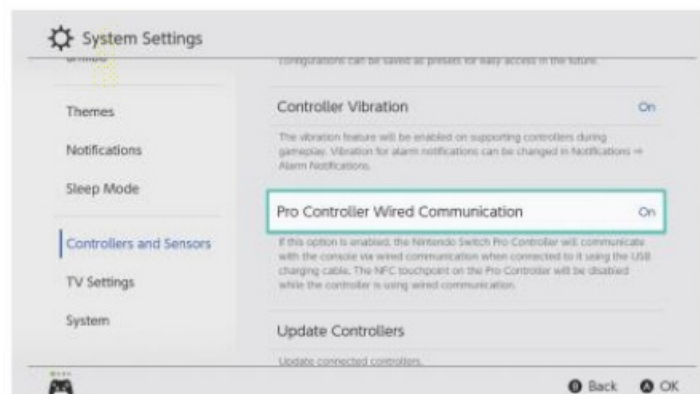 System Settings
amiibo
configurations can be saved as presets for easy access in the future.
Themes
Notifications
Sleep Mode
Controllers and Sensors
TV Settings
System
Controller Vibration On
The vibration feature will be enabled on supporting controllers during
gameplay. Vibration for alarm notifications can be changed in Notifications ⇒
Alarm Notifications.
Pro Controller Wired Communication On
If this option is enabled, the Nintendo Switch Pro Controller will communicate
with the console via wired communication when connected to it using the USB
charging cable. The NFC touchpoint on the Pro Controller will be disabled
while the controller is using wired communication.
Update Controllers
Update connected controllers.
B Back A OK